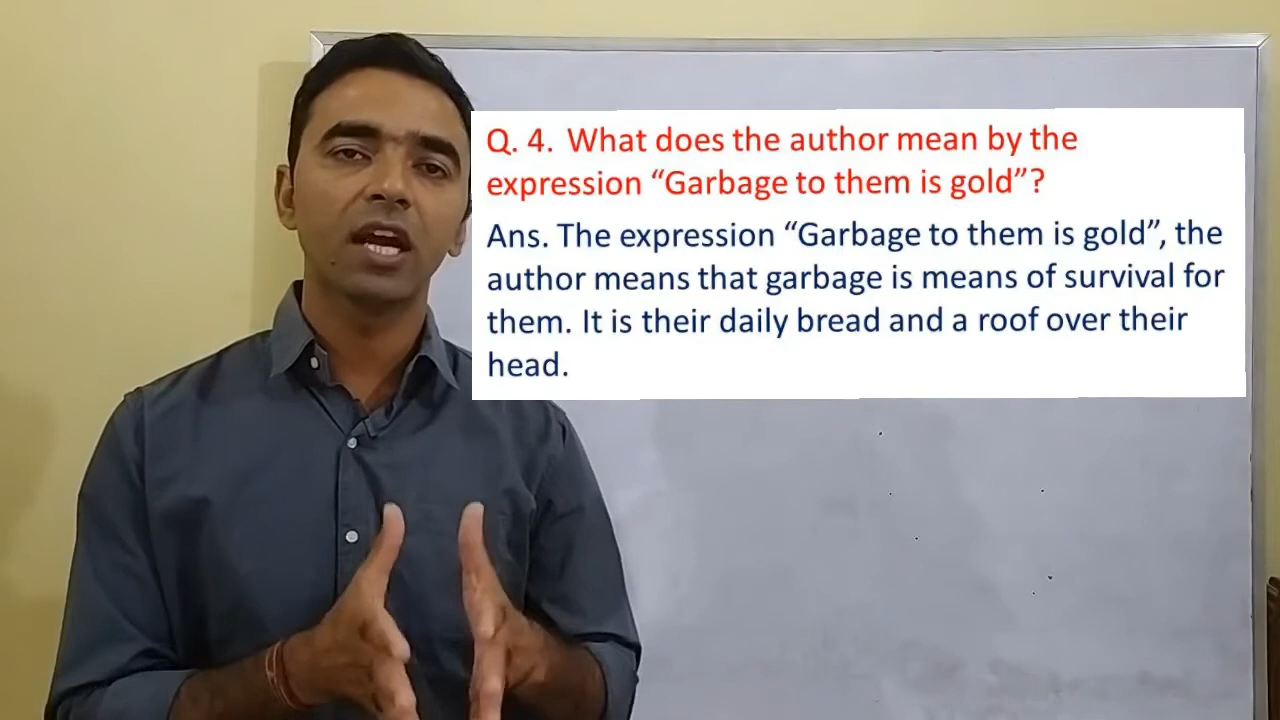 Q. 4. What does the author mean by the
expression “Garbage to them is gold”?
Ans. The expression “Garbage to them is gold”, the
author means that garbage is means of survival for
them. It is their daily bread and a roof over their
head.